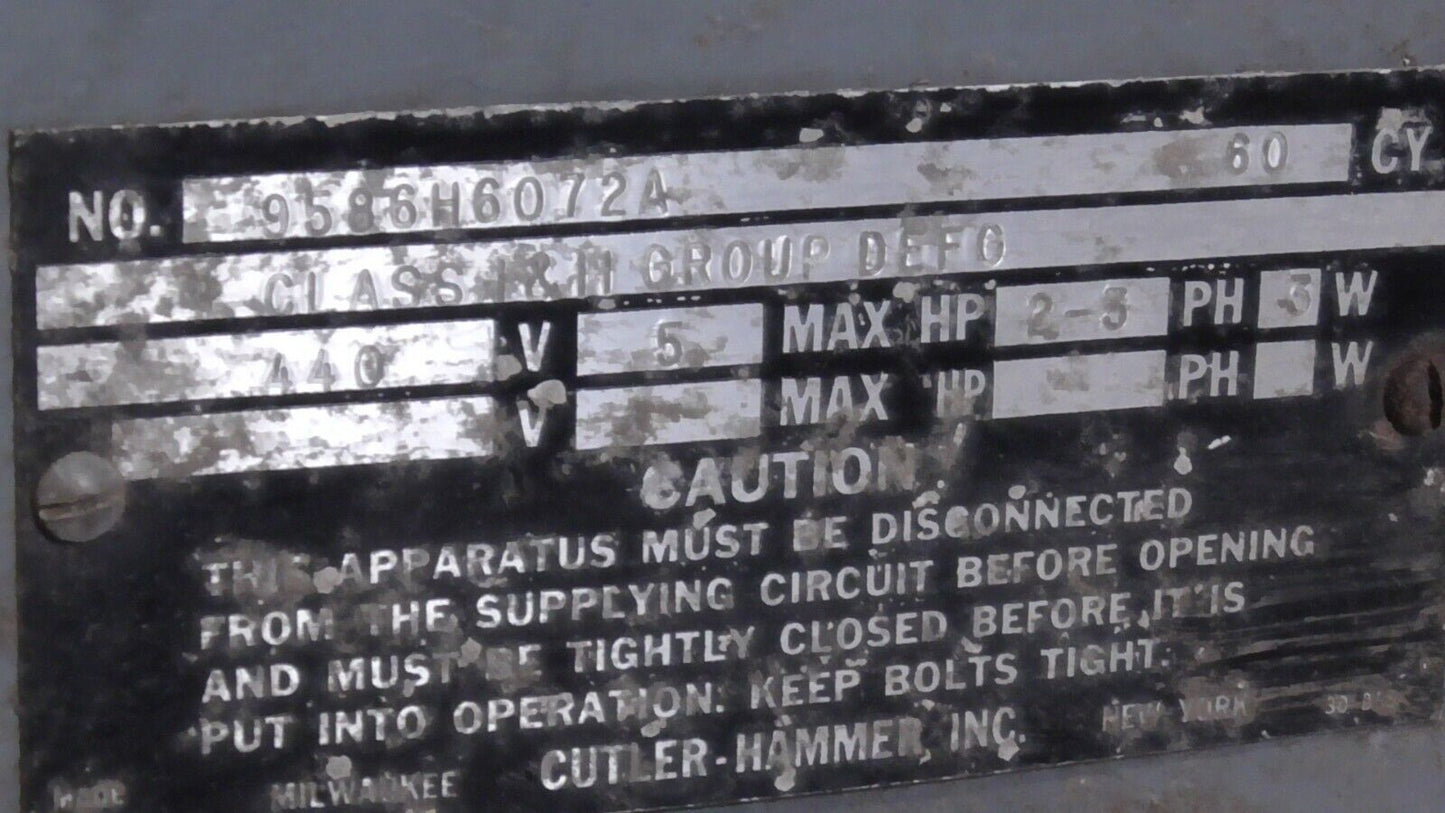 NO. 9586H6072A 60 CY
CLASS I & II GROUP DEFG
440 V 5 MAX HP 2-3 PH 3 W
V MAX HP PH W
CAUTION
THIS APPARATUS MUST BE DISCONNECTED
FROM THE SUPPLYING CIRCUIT BEFORE OPENING
AND MUST BE TIGHTLY CLOSED BEFORE IT IS
PUT INTO OPERATION. KEEP BOLTS TIGHT.
MADE MILWAUKEE CUTLER-HAMMER, INC. NEW YORK